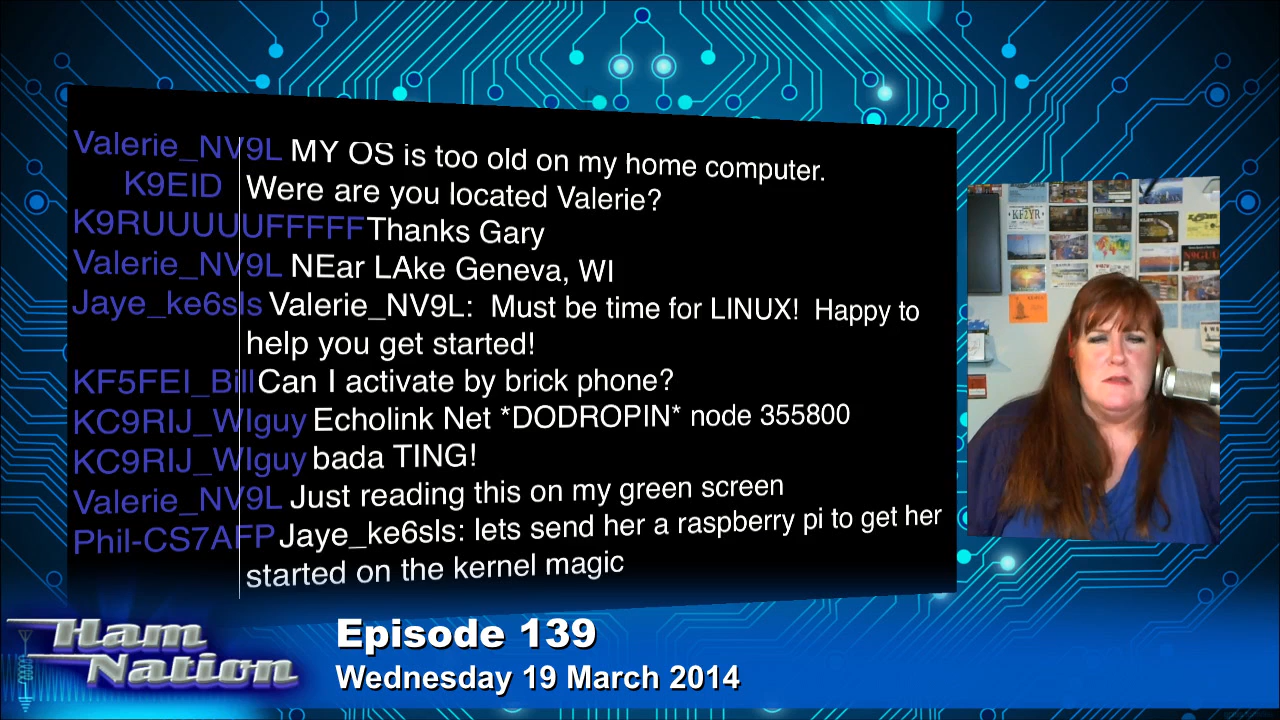 Valerie_NV9L MY OS is too old on my home computer.
K9EID Were are you located Valerie?
K9RUUUUUFFFFF Thanks Gary
Valerie_NV9L NEar LAke Geneva, WI
Jaye_ke6sls Valerie_NV9L: Must be time for LINUX! Happy to
help you get started!
KF5FEI_Bill Can I activate by brick phone?
KC9RIJ_WIguy Echolink Net *DODROPIN* node 355800
KC9RIJ_WIguy bada TING!
Valerie_NV9L Just reading this on my green screen
Phil-CS7AFP Jaye_ke6sls: lets send her a raspberry pi to get her
started on the kernel magic
KF2YR
N9GUU
Ham
Nation
Episode 139
Wednesday 19 March 2014